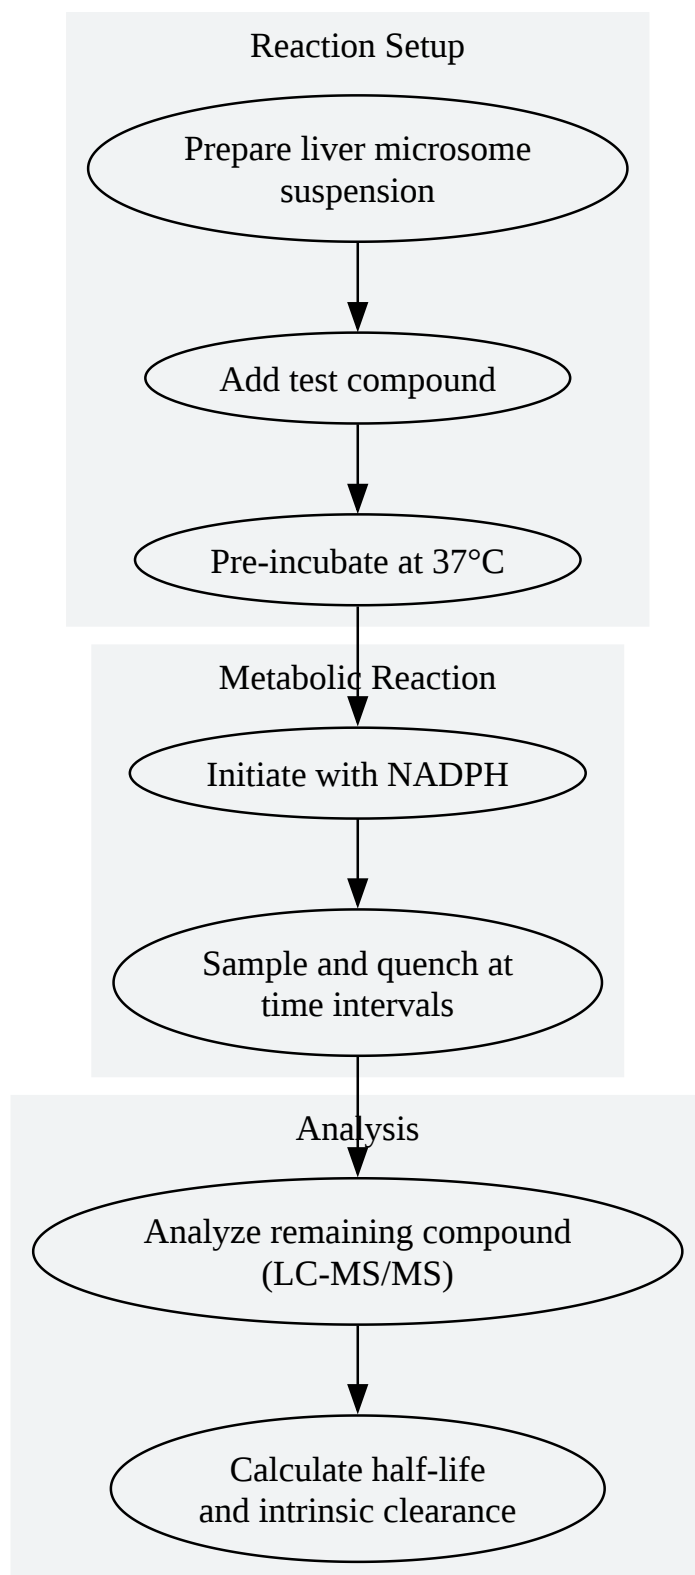 Reaction Setup
Prepare liver microsome
suspension
Add test compound
Pre-incubate at 37°C
Metabolic Reaction
Initiate with NADPH
Sample and quench at
time intervals
Analysis
Analyze remaining compound
(LC-MS/MS)
Calculate half-life
and intrinsic clearance